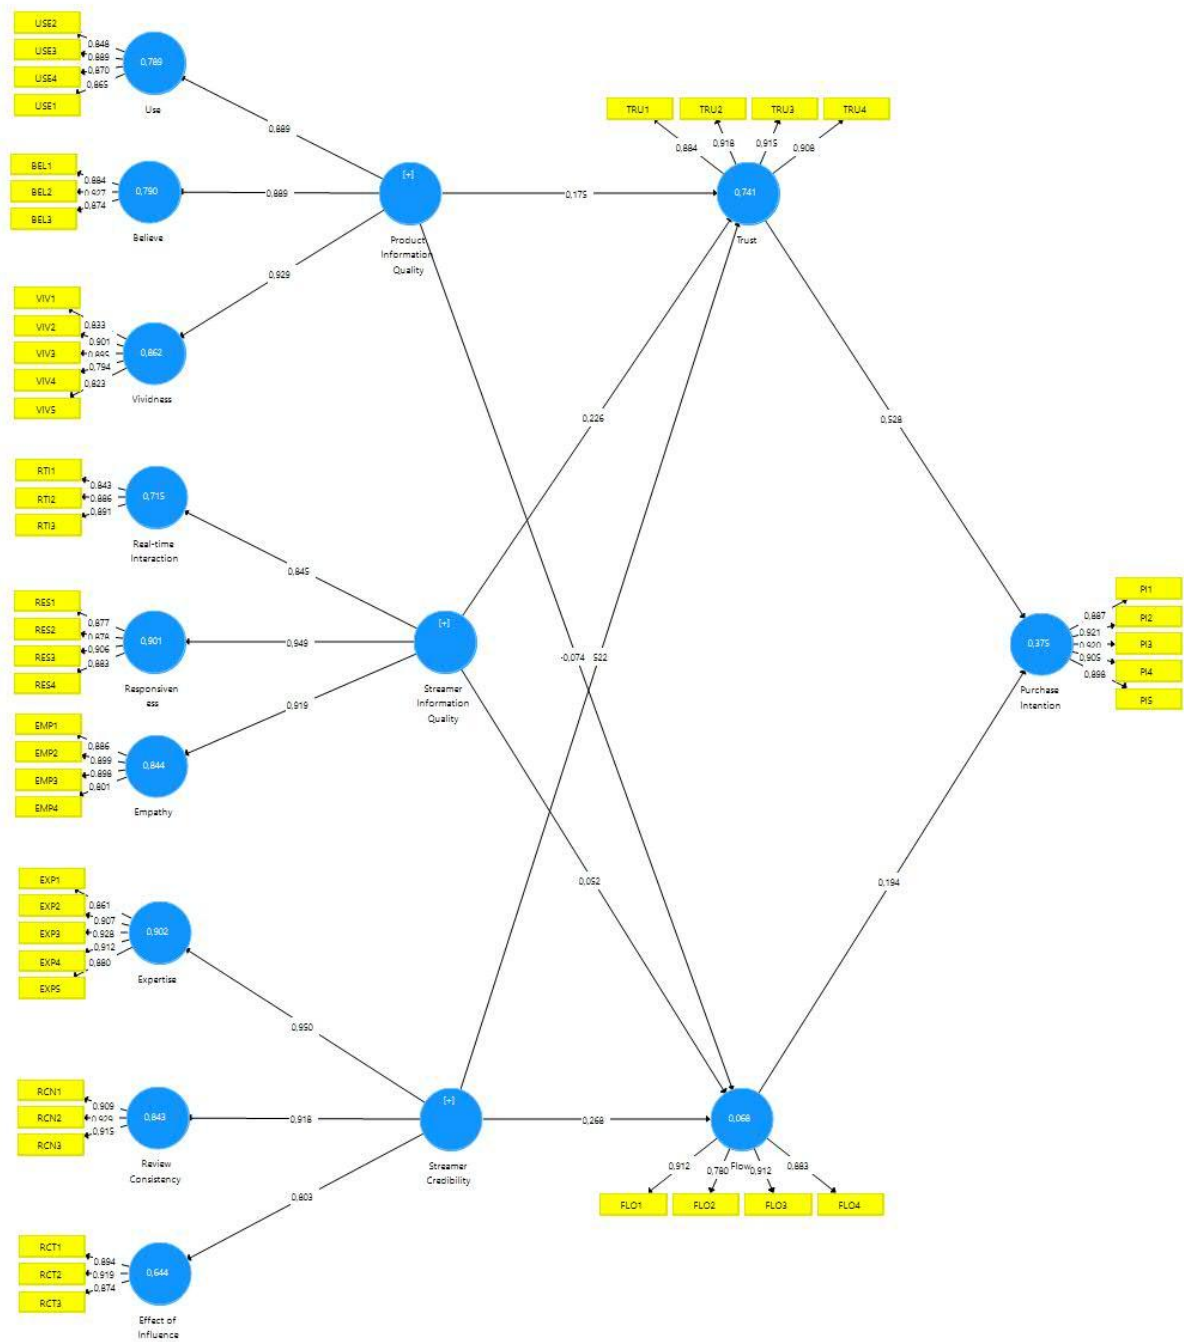 USE2
USE3
USE4
USE1
0,848
0,889
0,870
0,865
0,789
Use
0,889
BEL1
BEL2
BEL3
0,884
0,927
0,874
0,790
Believe
0,889
VIV1
VIV2
VIV3
VIV4
VIV5
0,833
0,901
0,794
0,823
0,862
Vividness
0,929
[+]
Product
Information
Quality
0,175
TRU1
TRU2
TRU3
TRU4
0,884
0,918
0,915
0,908
0,741
Trust
0,226
0,528
RTI1
RTI2
RTI3
0,843
0,886
0,891
0,715
Real-time
Interaction
0,845
RES1
RES2
RES3
RES4
0,877
0,878
0,906
0,883
0,901
Responsiven
ess
0,949
[+]
Streamer
Information
Quality
-0,074
522
EMP1
EMP2
EMP3
EMP4
0,886
0,899
0,898
0,801
0,844
Empathy
0,919
0,052
0,887
0,921
0,920
0,905
0,898
PI1
PI2
PI3
PI4
PI5
0,375
Purchase
Intention
0,194
EXP1
EXP2
EXP3
EXP4
EXP5
0,861
0,907
0,928
0,912
0,880
0,902
Expertise
0,950
RCN1
RCN2
RCN3
0,909
0,929
0,915
0,843
Review
Consistency
0,918
[+]
Streamer
Credibility
0,268
0,068
Flow
0,912
0,780
0,912
0,883
FLO1
FLO2
FLO3
FLO4
0,803
RCT1
RCT2
RCT3
0,894
0,919
0,874
0,644
Effect of
Influence